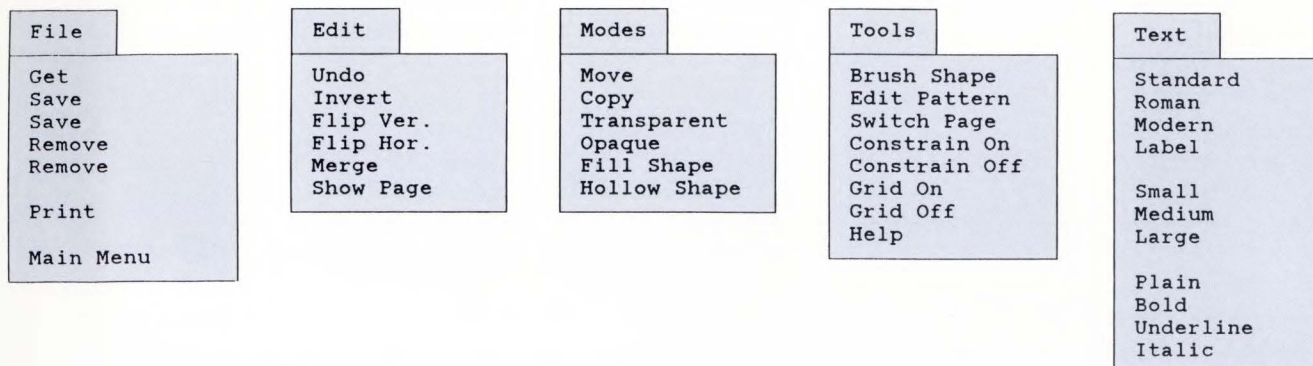 File
Get
Save
Save
Remove
Remove
Print
Main Menu
Edit
Undo
Invert
Flip Ver.
Flip Hor.
Merge
Show Page
Modes
Move
Copy
Transparent
Opaque
Fill Shape
Hollow Shape
Tools
Brush Shape
Edit Pattern
Switch Page
Constrain On
Constrain Off
Grid On
Grid Off
Help
Text
Standard
Roman
Modern
Label
Small
Medium
Large
Plain
Bold
Underline
Italic